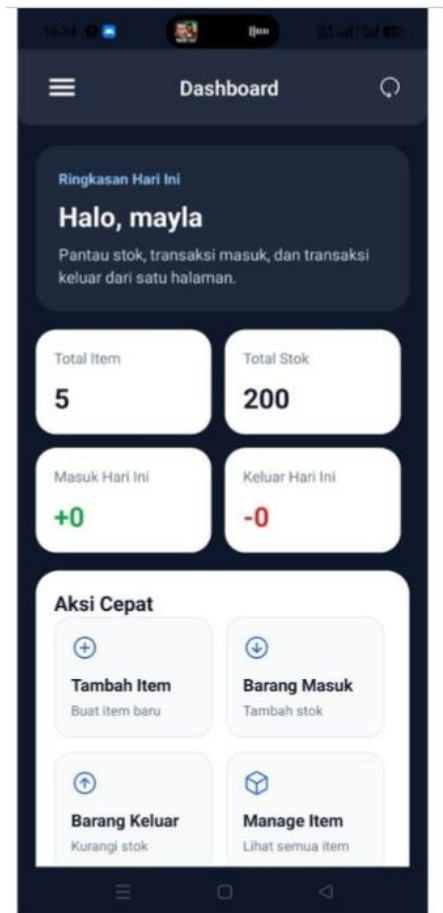 Dashboard
Ringkasan Hari Ini
Halo, mayla
Pantau stok, transaksi masuk, dan transaksi
keluar dari satu halaman.
Total Item
5
Total Stok
200
Masuk Hari Ini
+0
Keluar Hari Ini
-0
Aksi Cepat
Tambah Item
Buat item baru
Barang Masuk
Tambah stok
Barang Keluar
Kurangi stok
Manage Item
Lihat semua item